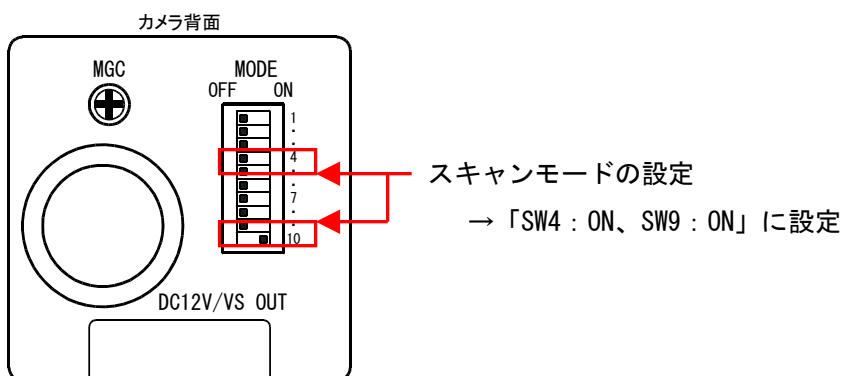 カメラ背面
MGC
MODE
OFF ON
1
・
・
4
・
・
7
・
・
10
スキャンモードの設定
→「SW4：ON、SW9：ON」に設定
DC12V/VS OUT